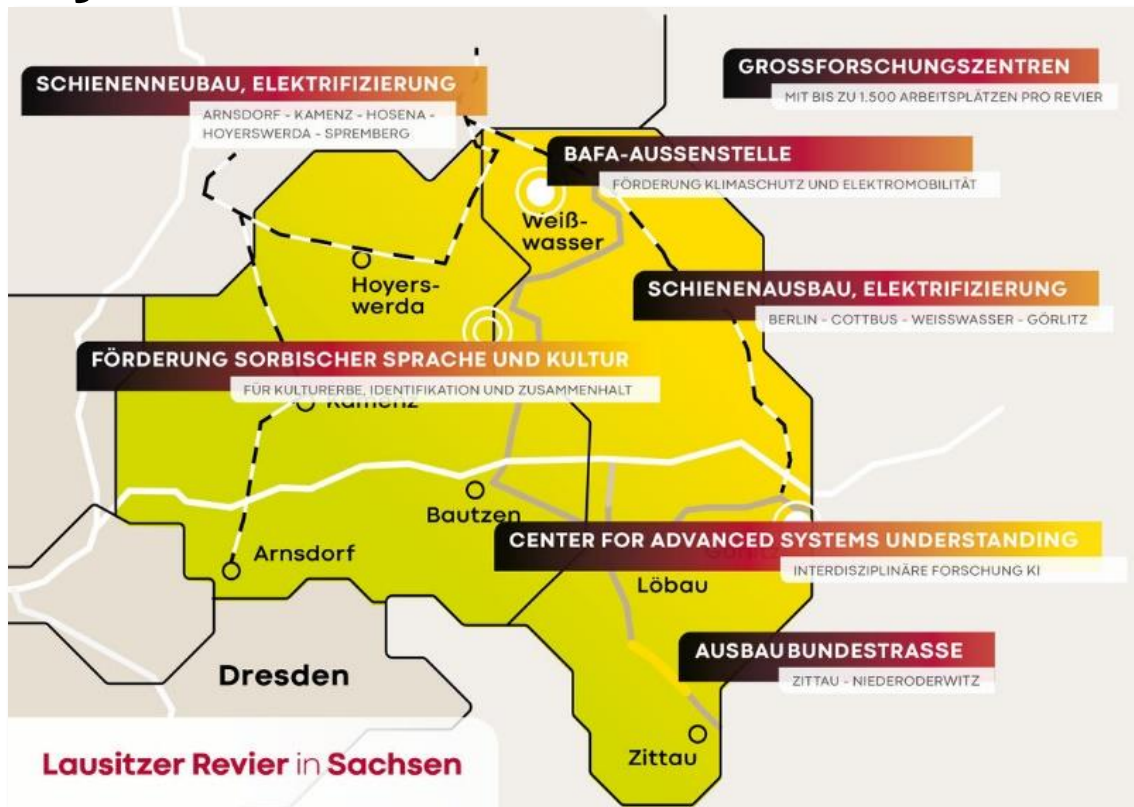 SCHIENENNEUBAU, ELEKTRIFIZIERUNG
ARNSDORF - KAMENZ - HOSENA -
HOYERSWERDA - SPREMBERG
GROSSFORSCHUNGSZENTREN
MIT BIS ZU 1.500 ARBEITSPLÄTZEN PRO REVIER
BAFA-AUSSENSTELLE
FÖRDERUNG KLIMASCHUTZ UND ELEKTROMOBILITÄT
Weiß-
wasser
Hoyers-
werda
SCHIENENAUSBAU, ELEKTRIFIZIERUNG
BERLIN - COTTBUS - WEISSWASSER - GÖRLITZ
FÖRDERUNG SORBISCHER SPRACHE UND KULTUR
FÜR KULTURERBE, IDENTIFIKATION UND ZUSAMMENHALT
Kamenz
Bautzen
CENTER FOR ADVANCED SYSTEMS UNDERSTANDING
INTERDISZIPLINÄRE FORSCHUNG KI
Arnsdorf
Löbau
AUSBAU BUNDESTRASSE
ZITTAU - NIEDERODERWITZ
Dresden
Zittau
Lausitzer Revier in Sachsen